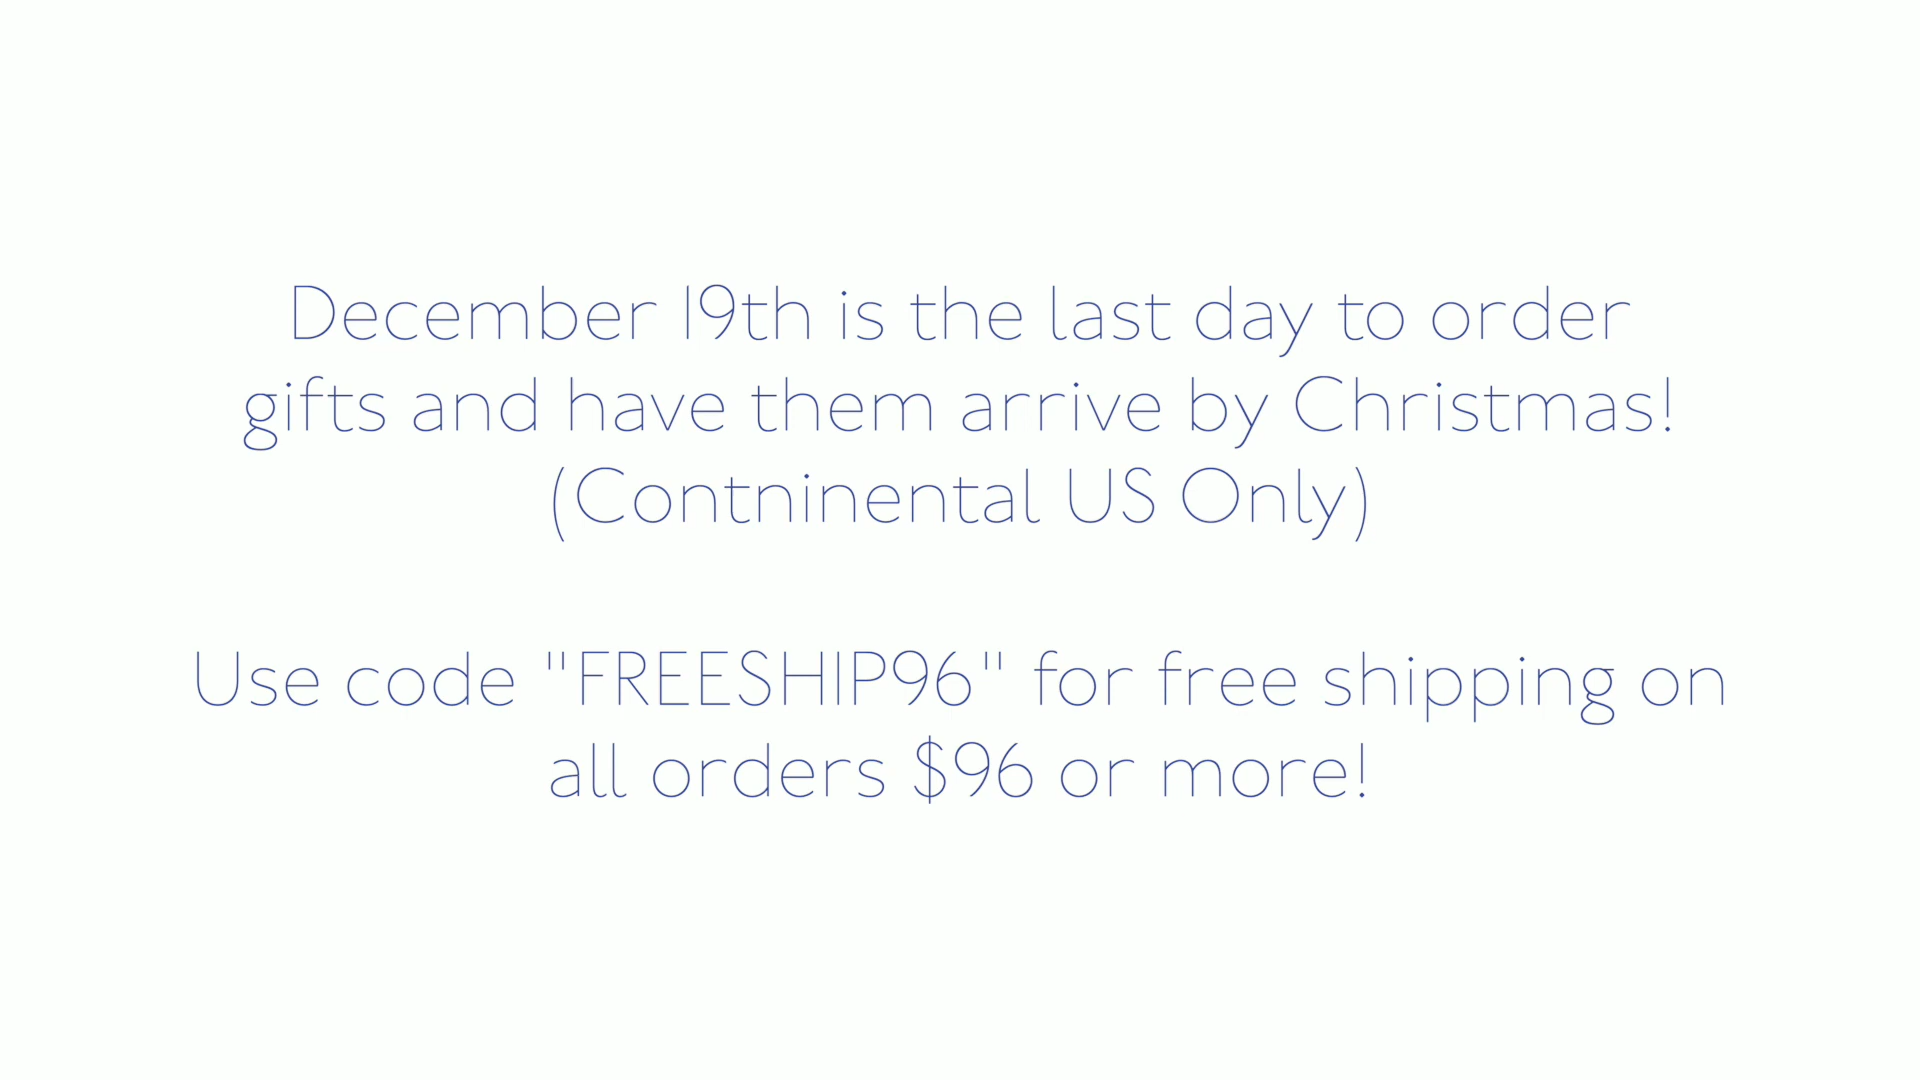 December 19th is the last day to order
gifts and have them arrive by Christmas!
(Contninental US Only)
Use code "FREESHIP96" for free shipping on
all orders $96 or more!